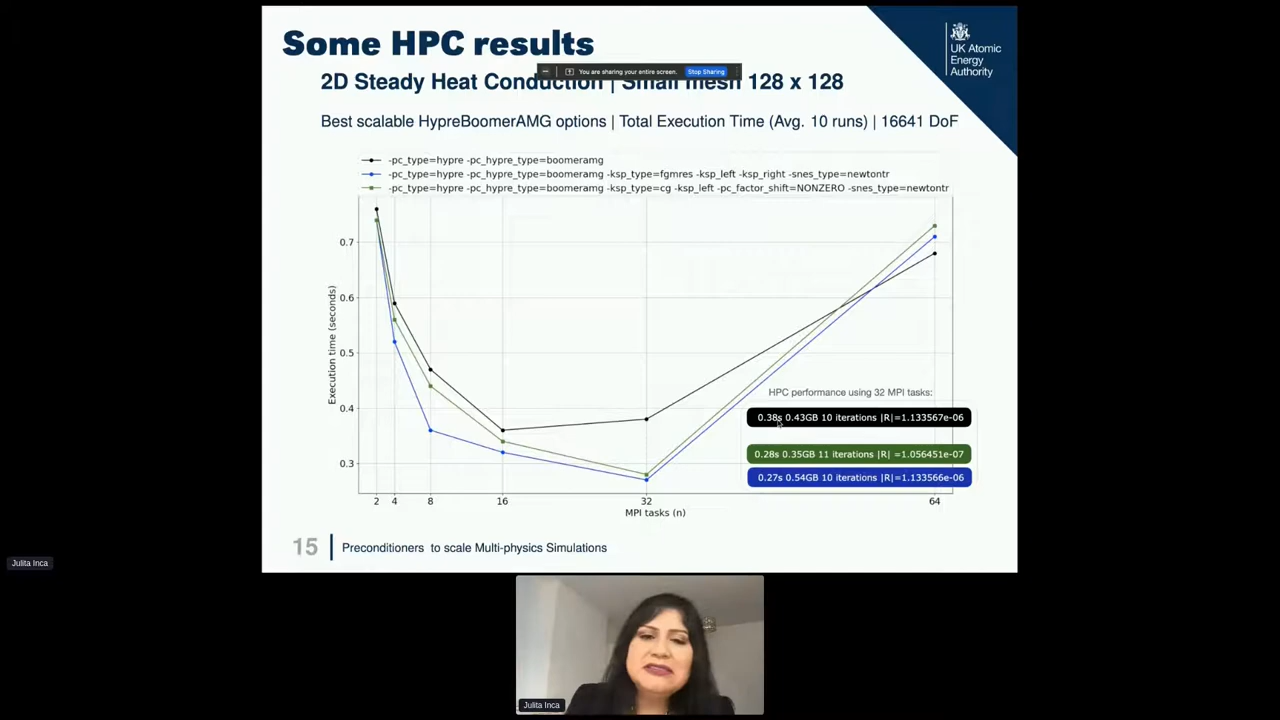 Some HPC results
UK Atomic
Energy
Authority
You are sharing your entire screen.
Stop Sharing
2D Steady Heat Conduction | Small mesh 128 x 128
Best scalable HypreBoomerAMG options | Total Execution Time (Avg. 10 runs) | 16641 DoF
-pc_type=hypre -pc_hypre_type=boomeramg
-pc_type=hypre -pc_hypre_type=boomeramg -ksp_type=fgmres -ksp_left -ksp_right -snes_type=newtontr
-pc_type=hypre -pc_hypre_type=boomeramg -ksp_type=cg -ksp_left -pc_factor_shift=NONZERO -snes_type=newtontr
Execution time (seconds)
0.7
0.6
0.5
0.4
0.3
HPC performance using 32 MPI tasks:
0.38s 0.43GB 10 iterations |R|=1.133567e-06
0.28s 0.35GB 11 iterations |R|=1.056451e-07
0.27s 0.54GB 10 iterations |R|=1.133566e-06
2 4 8 16 32 64
MPI tasks (n)
15 Preconditioners to scale Multi-physics Simulations
Julita Inca
Julita Inca